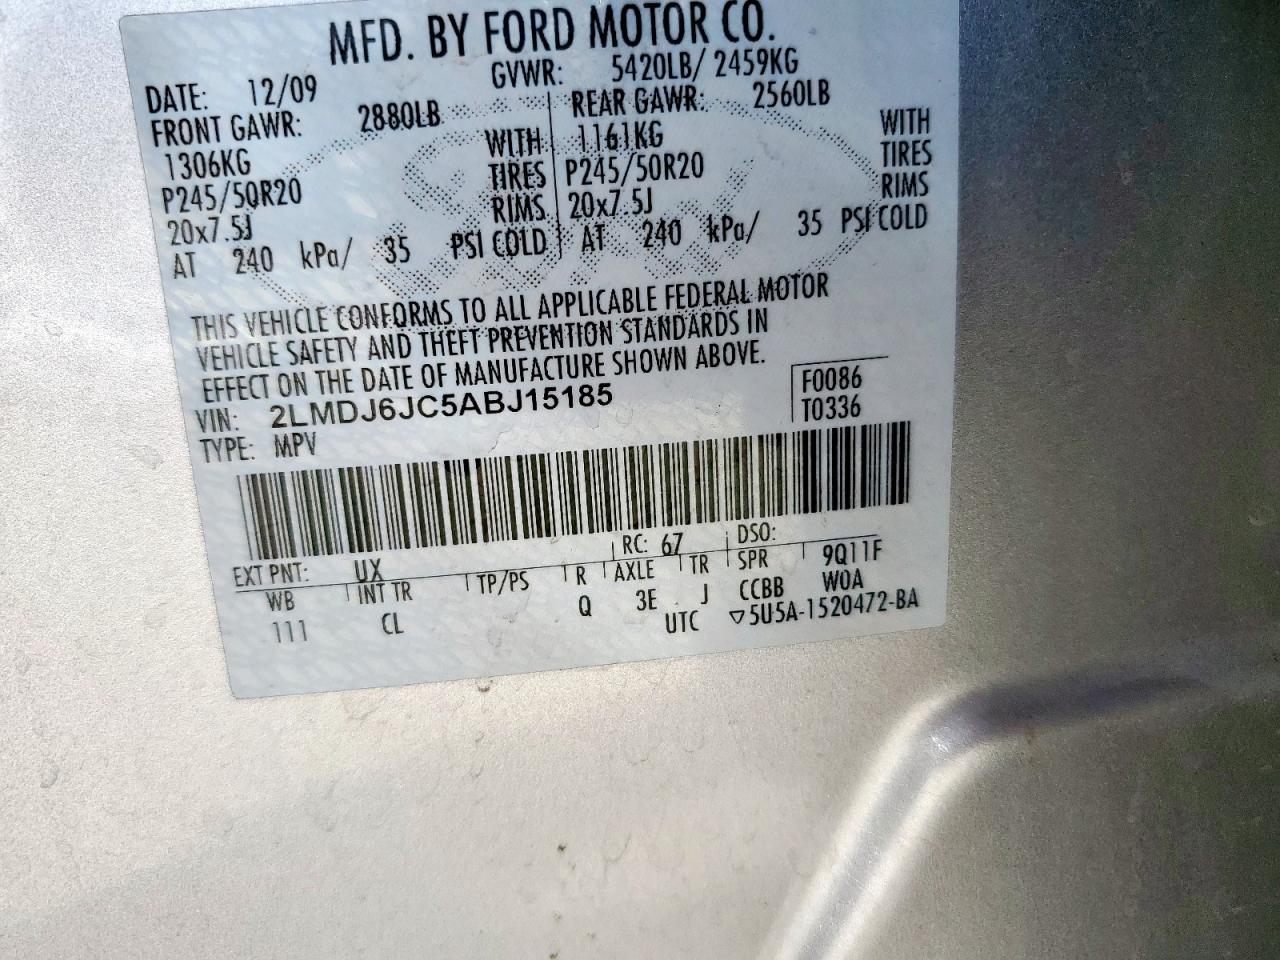 MFD. BY FORD MOTOR CO.
DATE: 12/09 GVWR: 5420LB/ 2459KG
FRONT GAWR: 2880LB REAR GAWR: 2560LB
1306KG WITH 1161KG WITH
P245/50R20 TIRES P245/50R20 TIRES
20x7.5J RIMS 20x7.5J RIMS
AT 240 kPa/ 35 PSI COLD AT 240 kPa/ 35 PSI COLD
THIS VEHICLE CONFORMS TO ALL APPLICABLE FEDERAL MOTOR
VEHICLE SAFETY AND THEFT PREVENTION STANDARDS IN
EFFECT ON THE DATE OF MANUFACTURE SHOWN ABOVE.
VIN: 2LMDJ6JC5ABJ15185 F0086
TYPE: MPV T0336
EXT PNT: UX RC: 67 DSO:
WB INT TR TP/PS R AXLE TR SPR 9Q11F
111 CL Q 3E J CCBB W0A
UTC ▽5U5A-1520472-BA